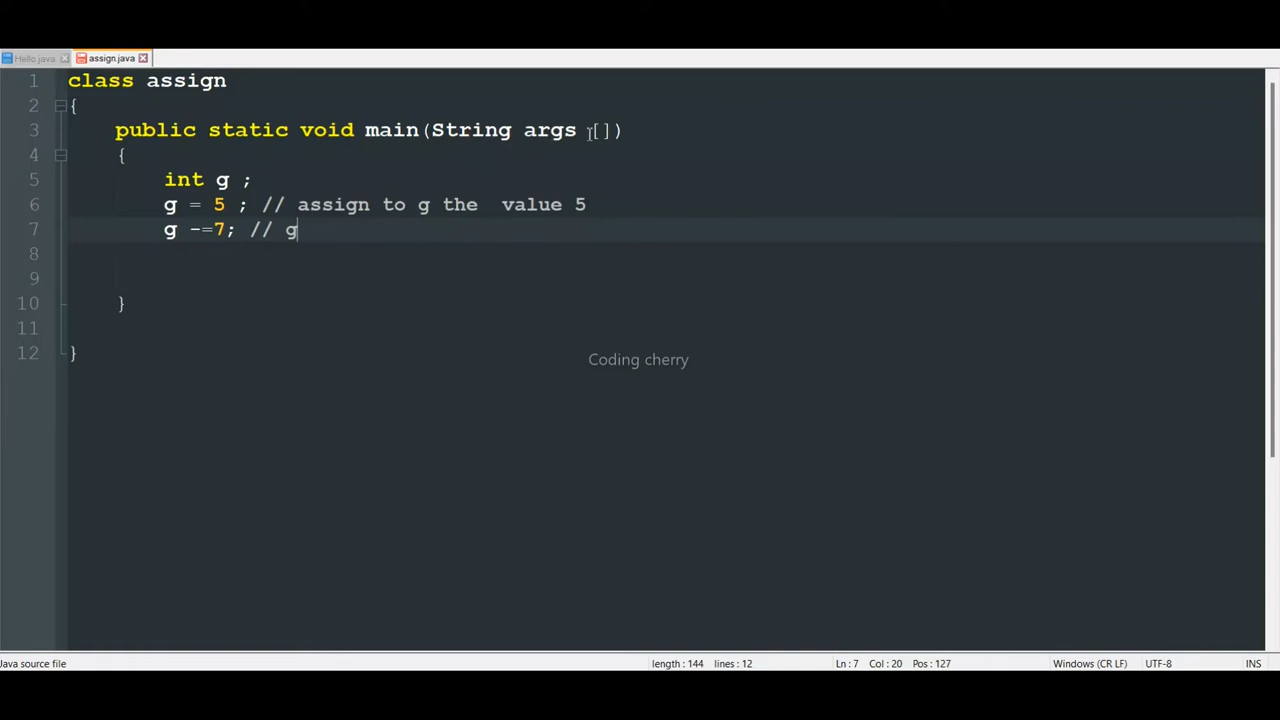 Hello.java
assign.java
1 class assign
2 {
3 public static void main(String args [])
4 {
5 int g ;
6 g = 5 ; // assign to g the  value 5
7 g -=7; // g
8
9
10 }
11
12 }
Coding cherry
Java source file length : 144 lines : 12 Ln : 7 Col : 20 Pos : 127 Windows (CR LF) UTF-8 INS